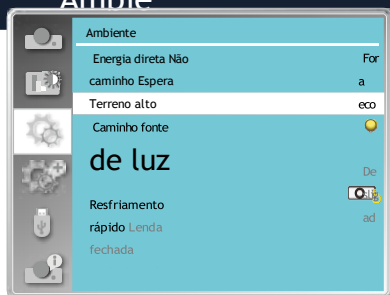 Ambie
Ambiente
Energia direta Não For
caminho Espera a
Terreno alto eco
Caminho fonte
de luz
De
Resfriamento slig
rápido Lenda ad
fechada